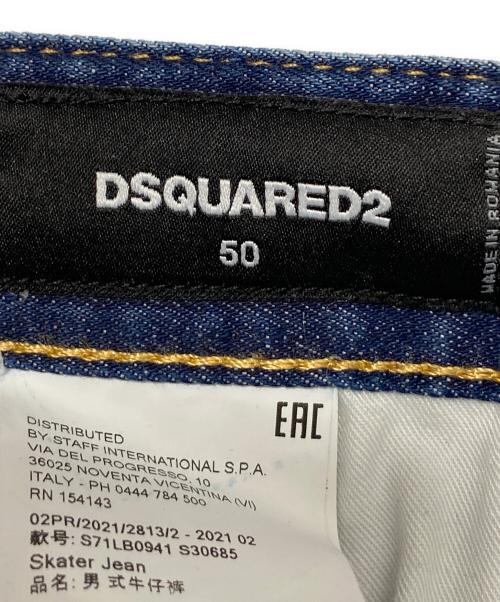 DSQUARED2
50
MADE IN ROMANIA
EAC
DISTRIBUTED
BY STAFF INTERNATIONAL S.P.A.
VIA DEL PROGRESSO, 10
36025 NOVENTA VICENTINA (VI)
ITALY - PH 0444 784 500
RN 154143
02PR/2021/2813/2 - 2021 02
款号: S71LB0941 S30685
Skater Jean
品名: 男 式牛仔裤